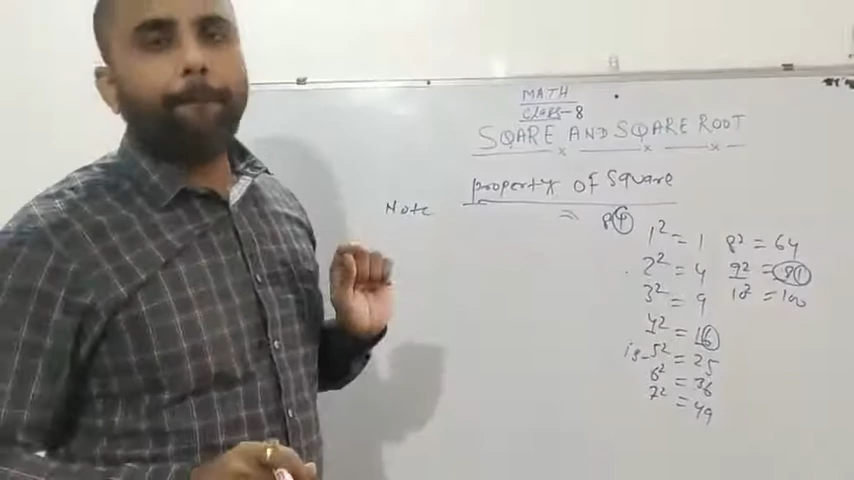 MATH
Class-8
SQARE AND SQARE ROOT
property of Square
Note
1² = 1
2² = 4
3² = 9
4² = 16
5² = 25
6² = 36
7² = 49
8² = 64
9² = 81
10² = 100